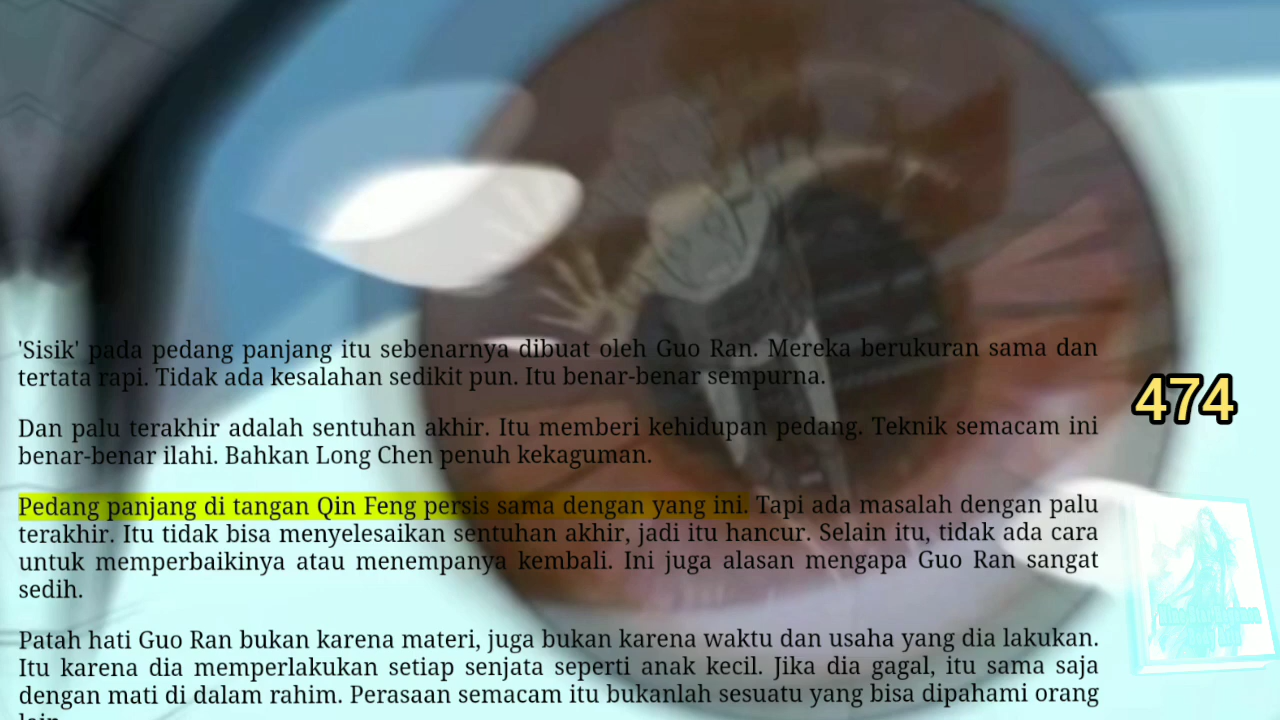 'Sisik' pada pedang panjang itu sebenarnya dibuat oleh Guo Ran. Mereka berukuran sama dan
tertata rapi. Tidak ada kesalahan sedikit pun. Itu benar-benar sempurna.
Dan palu terakhir adalah sentuhan akhir. Itu memberi kehidupan pedang. Teknik semacam ini
benar-benar ilahi. Bahkan Long Chen penuh kekaguman.
474
Pedang panjang di tangan Qin Feng persis sama dengan yang ini. Tapi ada masalah dengan palu
terakhir. Itu tidak bisa menyelesaikan sentuhan akhir, jadi itu hancur. Selain itu, tidak ada cara
untuk memperbaikinya atau menempanya kembali. Ini juga alasan mengapa Guo Ran sangat
sedih.
Patah hati Guo Ran bukan karena materi, juga bukan karena waktu dan usaha yang dia lakukan.
Itu karena dia memperlakukan setiap senjata seperti anak kecil. Jika dia gagal, itu sama saja
dengan mati di dalam rahim. Perasaan semacam itu bukanlah sesuatu yang bisa dipahami orang